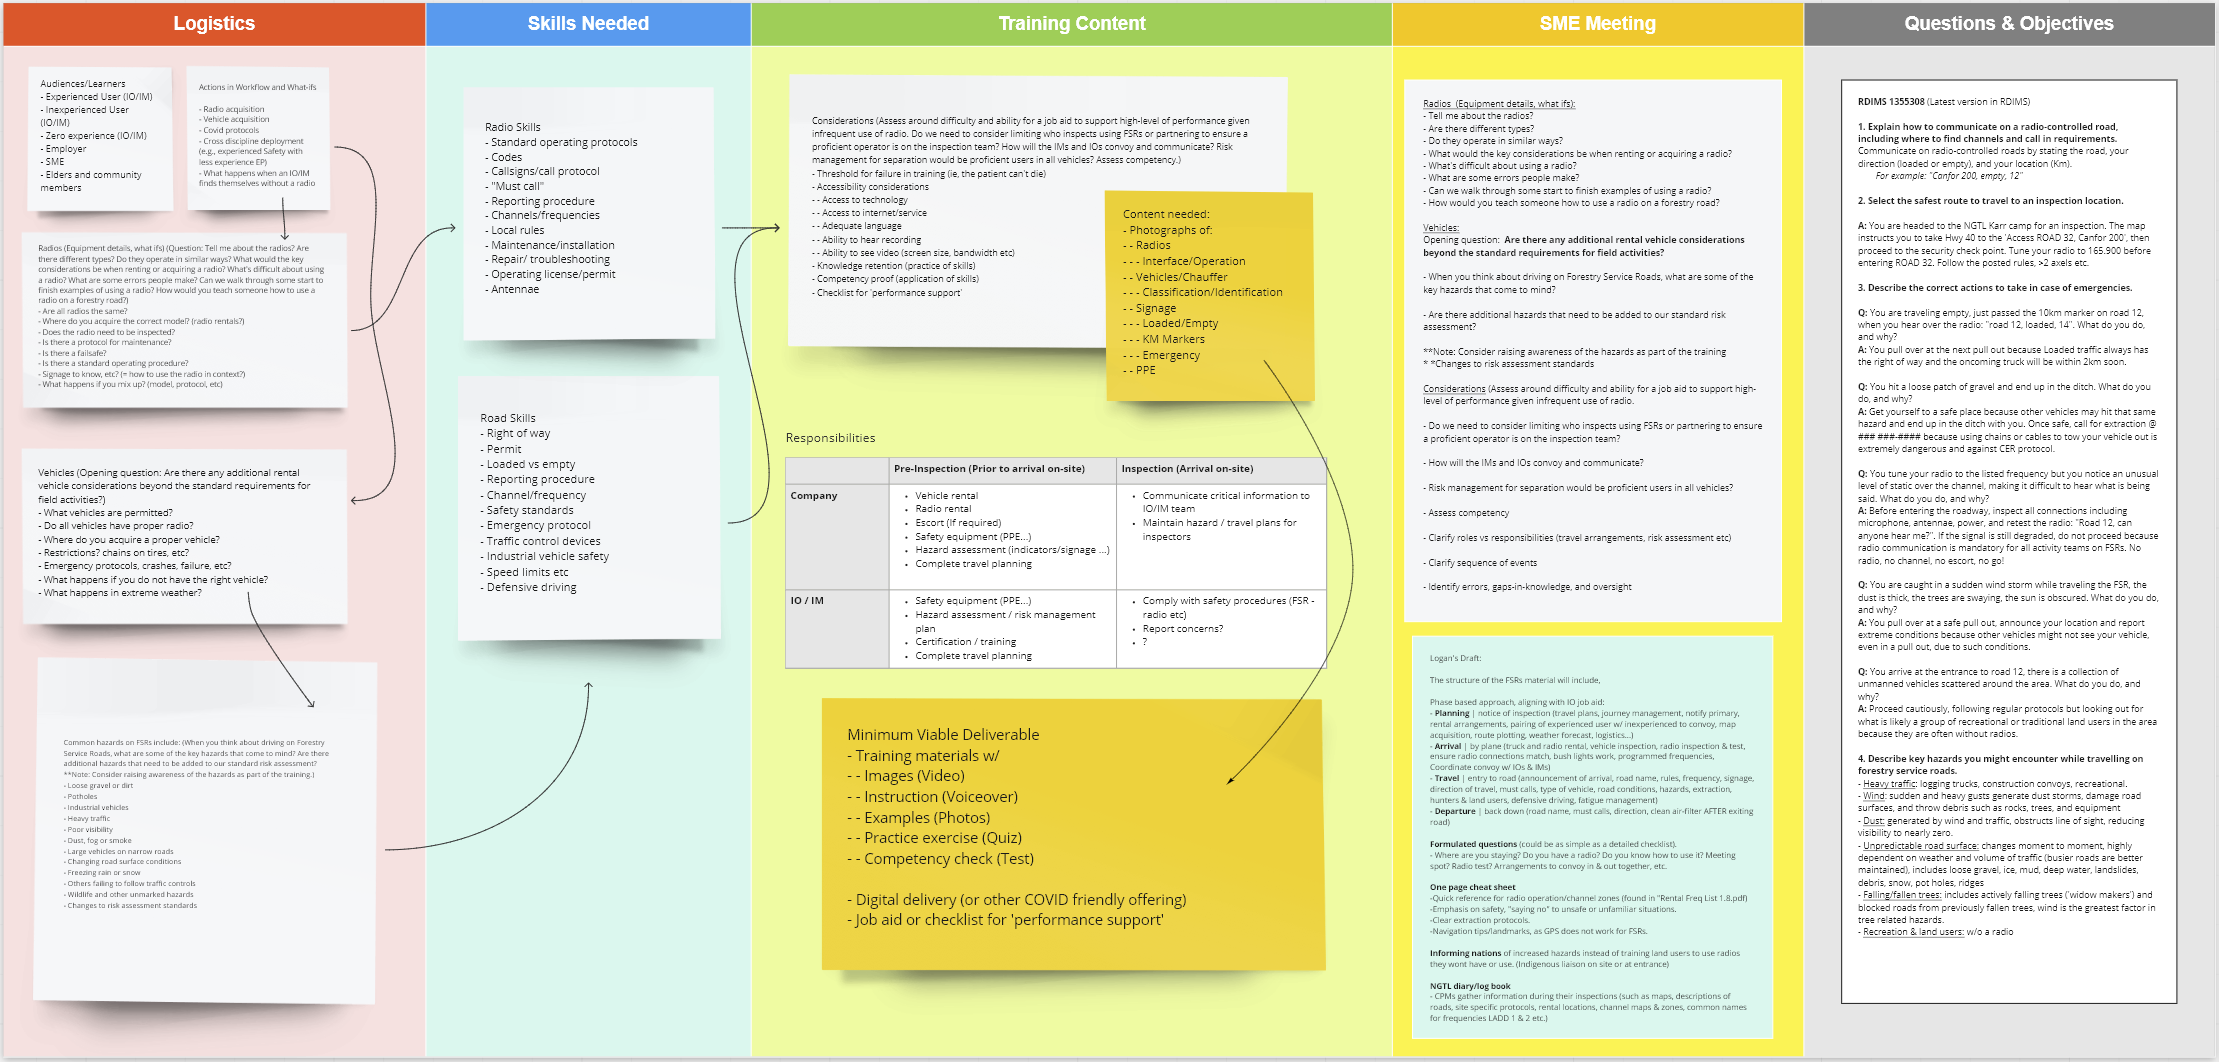 Logistics
Skills Needed
Training Content
SME Meeting
Questions & Objectives
Audiences/Learners
- Experienced User (IO/IM)
- Inexperienced User
(IO/IM)
- Zero experience (IO/IM)
- Employer
- SME
- Elders and community
members
Actions in Workflow and What-ifs
- Radio acquisition
- Vehicle acquisition
- Covid protocols
- Cross discipline deployment
(e.g., experienced Safety with
less experience EP)
- What happens when an IO/IM
finds themselves without a radio
Radios (Equipment details, what ifs) (Question: Tell me about the radios? Are
there different types? Do they operate in similar ways? What would the key
considerations be when renting or acquiring a radio? What's difficult about using
a radio? What are some errors people make? Can we walk through some start to
finish examples of using a radio? How would you teach someone how to use a
radio on a forestry road?)
- Are all radios the same?
- Where do you acquire the correct model? (radio rentals?)
- Does the radio need to be inspected?
- Is there a protocol for maintenance?
- Is there a failsafe?
- Is there a standard operating procedure?
- Signage to know, etc? (= how to use the radio in context?)
- What happens if you mix up? (model, protocol, etc)
Vehicles (Opening question: Are there any additional rental
vehicle considerations beyond the standard requirements for
field activities?)
- What vehicles are permitted?
- Do all vehicles have proper radio?
- Where do you acquire a proper vehicle?
- Restrictions? chains on tires, etc?
- Emergency protocols, crashes, failure, etc?
- What happens if you do not have the right vehicle?
- What happens in extreme weather?
Common hazards on FSRs include: (When you think about driving on Forestry
Service Roads, what are some of the key hazards that come to mind? Are there
additional hazards that need to be added to our standard risk assessment?
**Note: Consider raising awareness of the hazards as part of the training.)
- Loose gravel or dirt
- Potholes
- Industrial vehicles
- Heavy traffic
- Poor visibility
- Dust, fog or smoke
- Large vehicles on narrow roads
- Changing road surface conditions
- Freezing rain or snow
- Others failing to follow traffic controls
- Wildlife and other unmarked hazards
- Changes to risk assessment standards
Radio Skills
- Standard operating protocols
- Codes
- Callsigns/call protocol
- "Must call"
- Reporting procedure
- Channels/frequencies
- Local rules
- Maintenance/installation
- Repair/ troubleshooting
- Operating license/permit
- Antennae
Road Skills
- Right of way
- Permit
- Loaded vs empty
- Reporting procedure
- Channel/frequency
- Safety standards
- Emergency protocol
- Traffic control devices
- Industrial vehicle safety
- Speed limits etc
- Defensive driving
Considerations (Assess around difficulty and ability for a job aid to support high-level of performance given
infrequent use of radio. Do we need to consider limiting who inspects using FSRs or partnering to ensure a
proficient operator is on the inspection team? How will the IMs and IOs convoy and communicate? Risk
management for separation would be proficient users in all vehicles? Assess competency.)
- Threshold for failure in training (ie, the patient can't die)
- Accessibility considerations
- - Access to technology
- - Access to internet/service
- - Adequate language
- - Ability to hear recording
- - Ability to see video (screen size, bandwidth etc)
- Knowledge retention (practice of skills)
- Competency proof (application of skills)
- Checklist for 'performance support'
Content needed:
- Photographs of:
- - Radios
- - - Interface/Operation
- - Vehicles/Chauffer
- - - Classification/Identification
- - Signage
- - - Loaded/Empty
- - - KM Markers
- - - Emergency
- - PPE
Responsibilities
Pre-Inspection (Prior to arrival on-site)
Inspection (Arrival on-site)
Company
• Vehicle rental
• Radio rental
• Escort (If required)
• Safety equipment (PPE...)
• Hazard assessment (indicators/signage ...)
• Complete travel planning
• Communicate critical information to
IO/IM team
• Maintain hazard / travel plans for
inspectors
IO / IM
• Safety equipment (PPE...)
• Hazard assessment / risk management
plan
• Certification / training
• Complete travel planning
• Comply with safety procedures (FSR -
radio etc)
• Report concerns?
• ?
Minimum Viable Deliverable
- Training materials w/
- - Images (Video)
- - Instruction (Voiceover)
- - Examples (Photos)
- - Practice exercise (Quiz)
- - Competency check (Test)
- Digital delivery (or other COVID friendly offering)
- Job aid or checklist for 'performance support'
Radios (Equipment details, what ifs):
- Tell me about the radios?
- Are there different types?
- Do they operate in similar ways?
- What would the key considerations be when renting or acquiring a radio?
- What's difficult about using a radio?
- What are some errors people make?
- Can we walk through some start to finish examples of using a radio?
- How would you teach someone how to use a radio on a forestry road?
Vehicles:
Opening question: Are there any additional rental vehicle considerations
beyond the standard requirements for field activities?
- When you think about driving on Forestry Service Roads, what are some of the
key hazards that come to mind?
- Are there additional hazards that need to be added to our standard risk
assessment?
**Note: Consider raising awareness of the hazards as part of the training
* *Changes to risk assessment standards
Considerations (Assess around difficulty and ability for a job aid to support high-
level of performance given infrequent use of radio.
- Do we need to consider limiting who inspects using FSRs or partnering to ensure
a proficient operator is on the inspection team?
- How will the IMs and IOs convoy and communicate?
- Risk management for separation would be proficient users in all vehicles?
- Assess competency
- Clarify roles vs responsibilities (travel arrangements, risk assessment etc)
- Clarify sequence of events
- Identify errors, gaps-in-knowledge, and oversight
Logan's Draft:
The structure of the FSRs material will include,
Phase based approach, aligning with IO job aid:
- Planning | notice of inspection (travel plans, journey management, notify primary,
rental arrangements, pairing of experienced user w/ inexperienced to convoy, map
acquisition, route plotting, weather forecast, logistics...)
- Arrival | by plane (truck and radio rental, vehicle inspection, radio inspection & test,
ensure radio connections match, bush lights work, programmed frequencies,
Coordinate convoy w/ IOs & IMs)
- Travel | entry to road (announcement of arrival, road name, rules, frequency, signage,
direction of travel, must calls, type of vehicle, road conditions, hazards, extraction,
hunters & land users, defensive driving, fatigue management)
- Departure | back down (road name, must calls, direction, clean air-filter AFTER exiting
road)
Formulated questions (could be as simple as a detailed checklist).
- Where are you staying? Do you have a radio? Do you know how to use it? Meeting
spot? Radio test? Arrangements to convoy in & out together, etc.
One page cheat sheet
-Quick reference for radio operation/channel zones (found in "Rental Freq List 1.8.pdf)
-Emphasis on safety, "saying no" to unsafe or unfamiliar situations.
-Clear extraction protocols.
-Navigation tips/landmarks, as GPS does not work for FSRs.
Informing nations of increased hazards instead of training land users to use radios
they wont have or use. (Indigenous liaison on site or at entrance)
NGTL diary/log book
- CPMs gather information during their inspections (such as maps, descriptions of
roads, site specific protocols, rental locations, channel maps & zones, common names
for frequencies LADD 1 & 2 etc.)
RDIMS 1355308 (Latest version in RDIMS)
1. Explain how to communicate on a radio-controlled road,
including where to find channels and call in requirements.
Communicate on radio-controlled roads by stating the road, your
direction (loaded or empty), and your location (Km).
For example: "Canfor 200, empty, 12"
2. Select the safest route to travel to an inspection location.
A: You are headed to the NGTL Karr camp for an inspection. The map
instructs you to take Hwy 40 to the 'Access ROAD 32, Canfor 200', then
proceed to the security check point. Tune your radio to 165.900 before
entering ROAD 32. Follow the posted rules, >2 axels etc.
3. Describe the correct actions to take in case of emergencies.
Q: You are traveling empty, just passed the 10km marker on road 12,
when you hear over the radio: "road 12, loaded, 14". What do you do,
and why?
A: You pull over at the next pull out because Loaded traffic always has
the right of way and the oncoming truck will be within 2km soon.
Q: You hit a loose patch of gravel and end up in the ditch. What do you
do, and why?
A: Get yourself to a safe place because other vehicles may hit that same
hazard and end up in the ditch with you. Once safe, call for extraction @
### ###-#### because using chains or cables to tow your vehicle out is
extremely dangerous and against CER protocol.
Q: You tune your radio to the listed frequency but you notice an unusual
level of static over the channel, making it difficult to hear what is being
said. What do you do, and why?
A: Before entering the roadway, inspect all connections including
microphone, antennae, power, and retest the radio: "Road 12, can
anyone hear me?". If the signal is still degraded, do not proceed because
radio communication is mandatory for all activity teams on FSRs. No
radio, no channel, no escort, no go!
Q: You are caught in a sudden wind storm while traveling the FSR, the
dust is thick, the trees are swaying, the sun is obscured. What do you do,
and why?
A: You pull over at a safe pull out, announce your location and report
extreme conditions because other vehicles might not see your vehicle,
even in a pull out, due to such conditions.
Q: You arrive at the entrance to road 12, there is a collection of
unmanned vehicles scattered around the area. What do you do, and
why?
A: Proceed cautiously, following regular protocols but looking out for
what is likely a group of recreational or traditional land users in the area
because they are often without radios.
4. Describe key hazards you might encounter while travelling on
forestry service roads.
- Heavy traffic: logging trucks, construction convoys, recreational.
- Wind: sudden and heavy gusts generate dust storms, damage road
surfaces, and throw debris such as rocks, trees, and equipment
- Dust: generated by wind and traffic, obstructs line of sight, reducing
visibility to nearly zero.
- Unpredictable road surface: changes moment to moment, highly
dependent on weather and volume of traffic (busier roads are better
maintained), includes loose gravel, ice, mud, deep water, landslides,
debris, snow, pot holes, ridges
- Falling/fallen trees: includes actively falling trees ('widow makers') and
blocked roads from previously fallen trees, wind is the greatest factor in
tree related hazards.
- Recreation & land users: w/o a radio